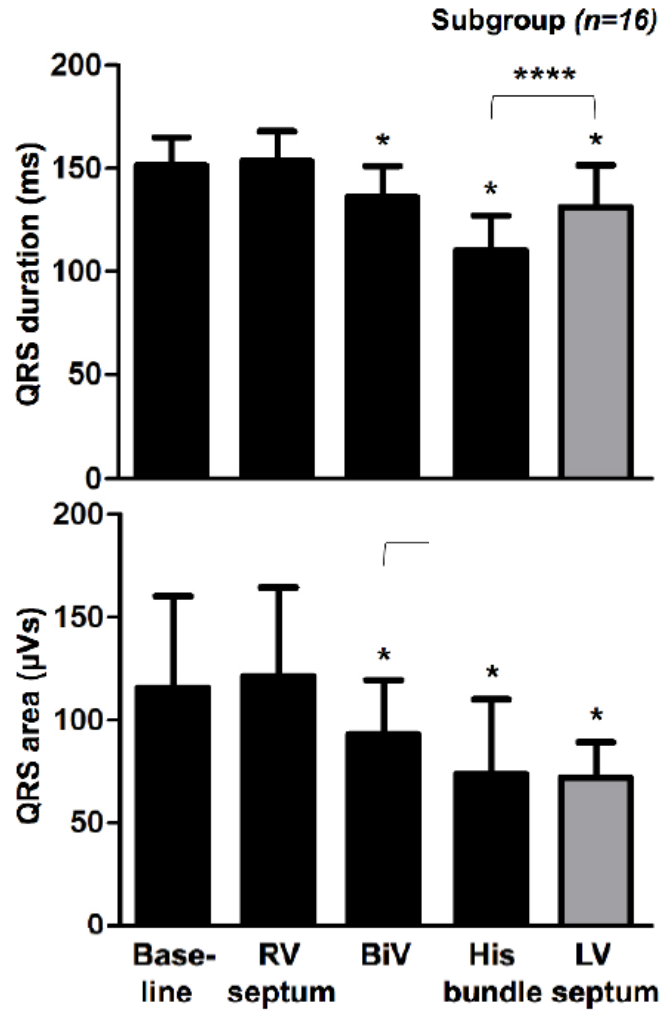 Subgroup (n=16)
200
150
100
50
0
QRS duration (ms)
****
*
*
*
200
150
100
50
0
QRS area (µVs)
*
*
*
Base-
line
RV
septum
BiV
His
bundle
LV
septum